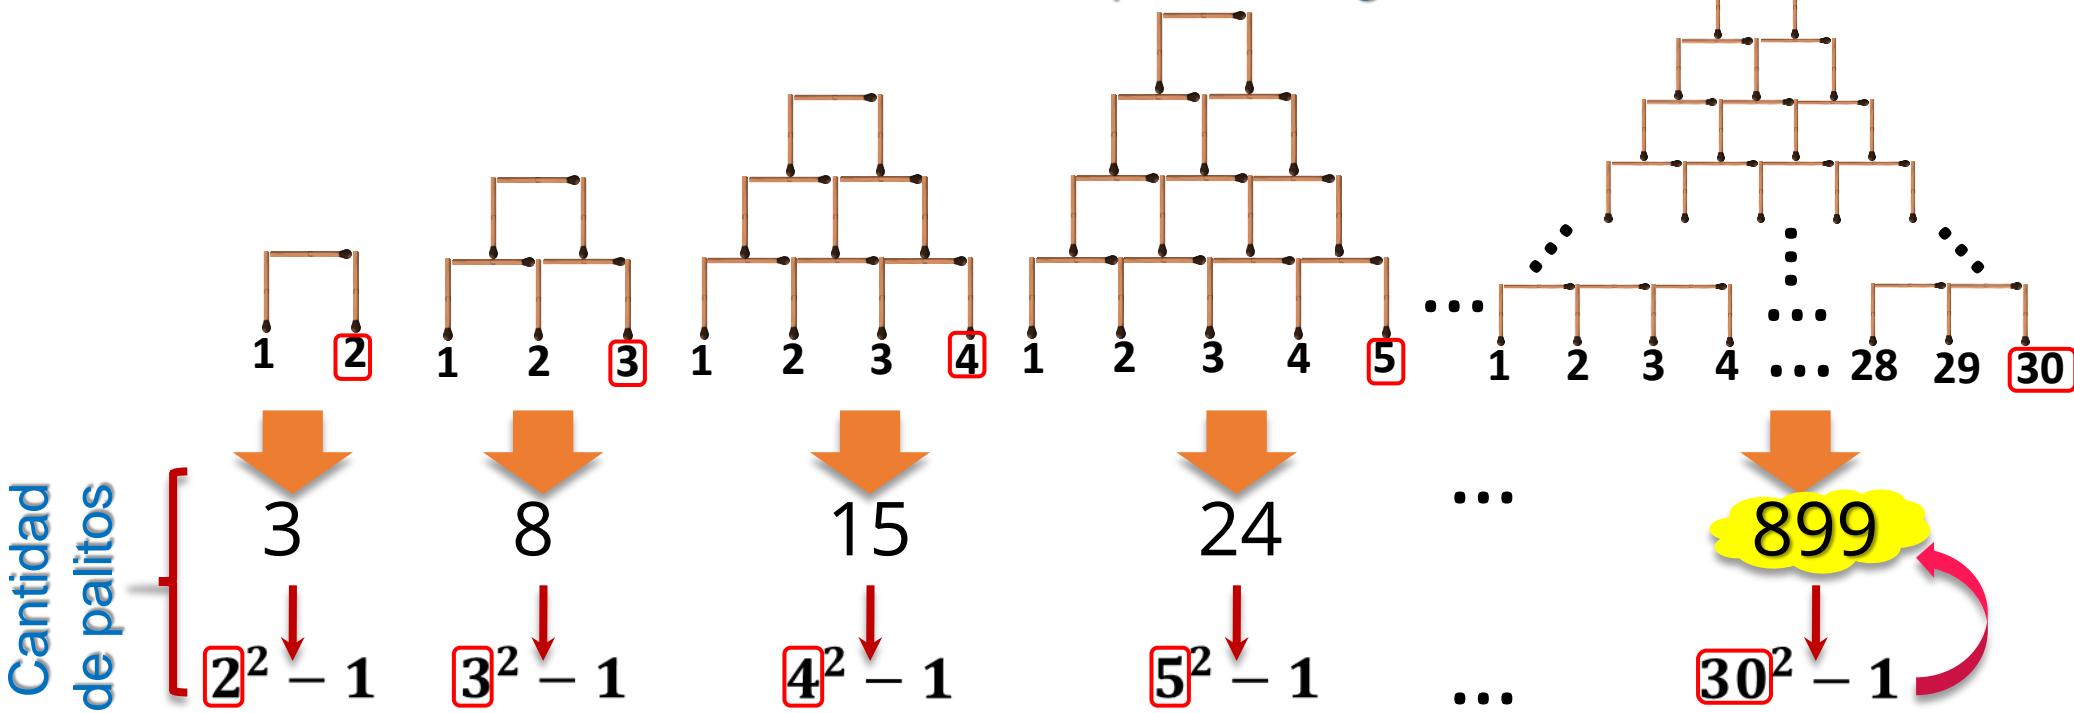 1 2 1 2 3 1 2 3 4 1 2 3 4 5 ... 1 2 3 4 ... 28 29 30
Cantidad
de palitos
3 8 15 24 ... 899
2² − 1 3² − 1 4² − 1 5² − 1 ... 30² − 1